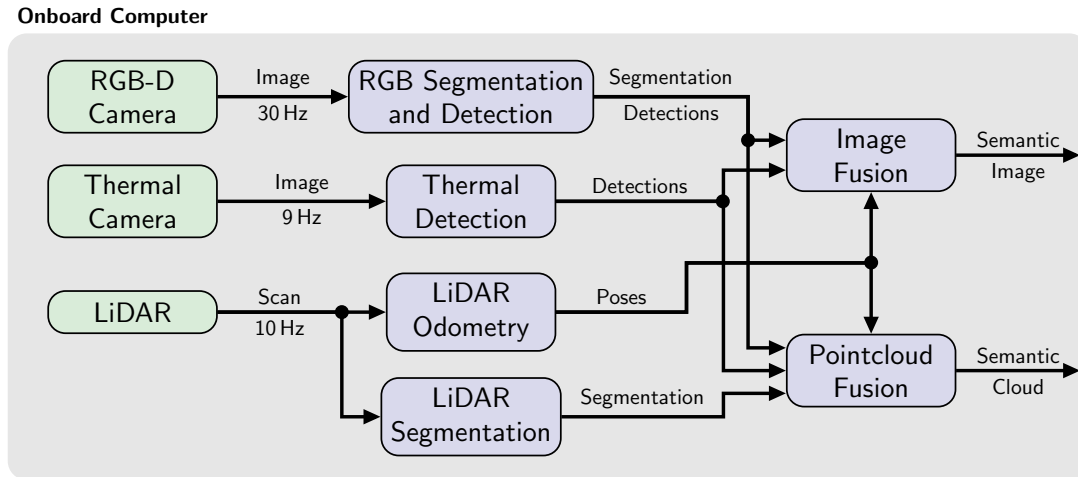 Onboard Computer
RGB-D
Camera
Image
30 Hz
RGB Segmentation
and Detection
Segmentation
Detections
Image
Fusion
Semantic
Image
Thermal
Camera
Image
9 Hz
Thermal
Detection
Detections
LiDAR
Scan
10 Hz
LiDAR
Odometry
Poses
Pointcloud
Fusion
Semantic
Cloud
LiDAR
Segmentation
Segmentation